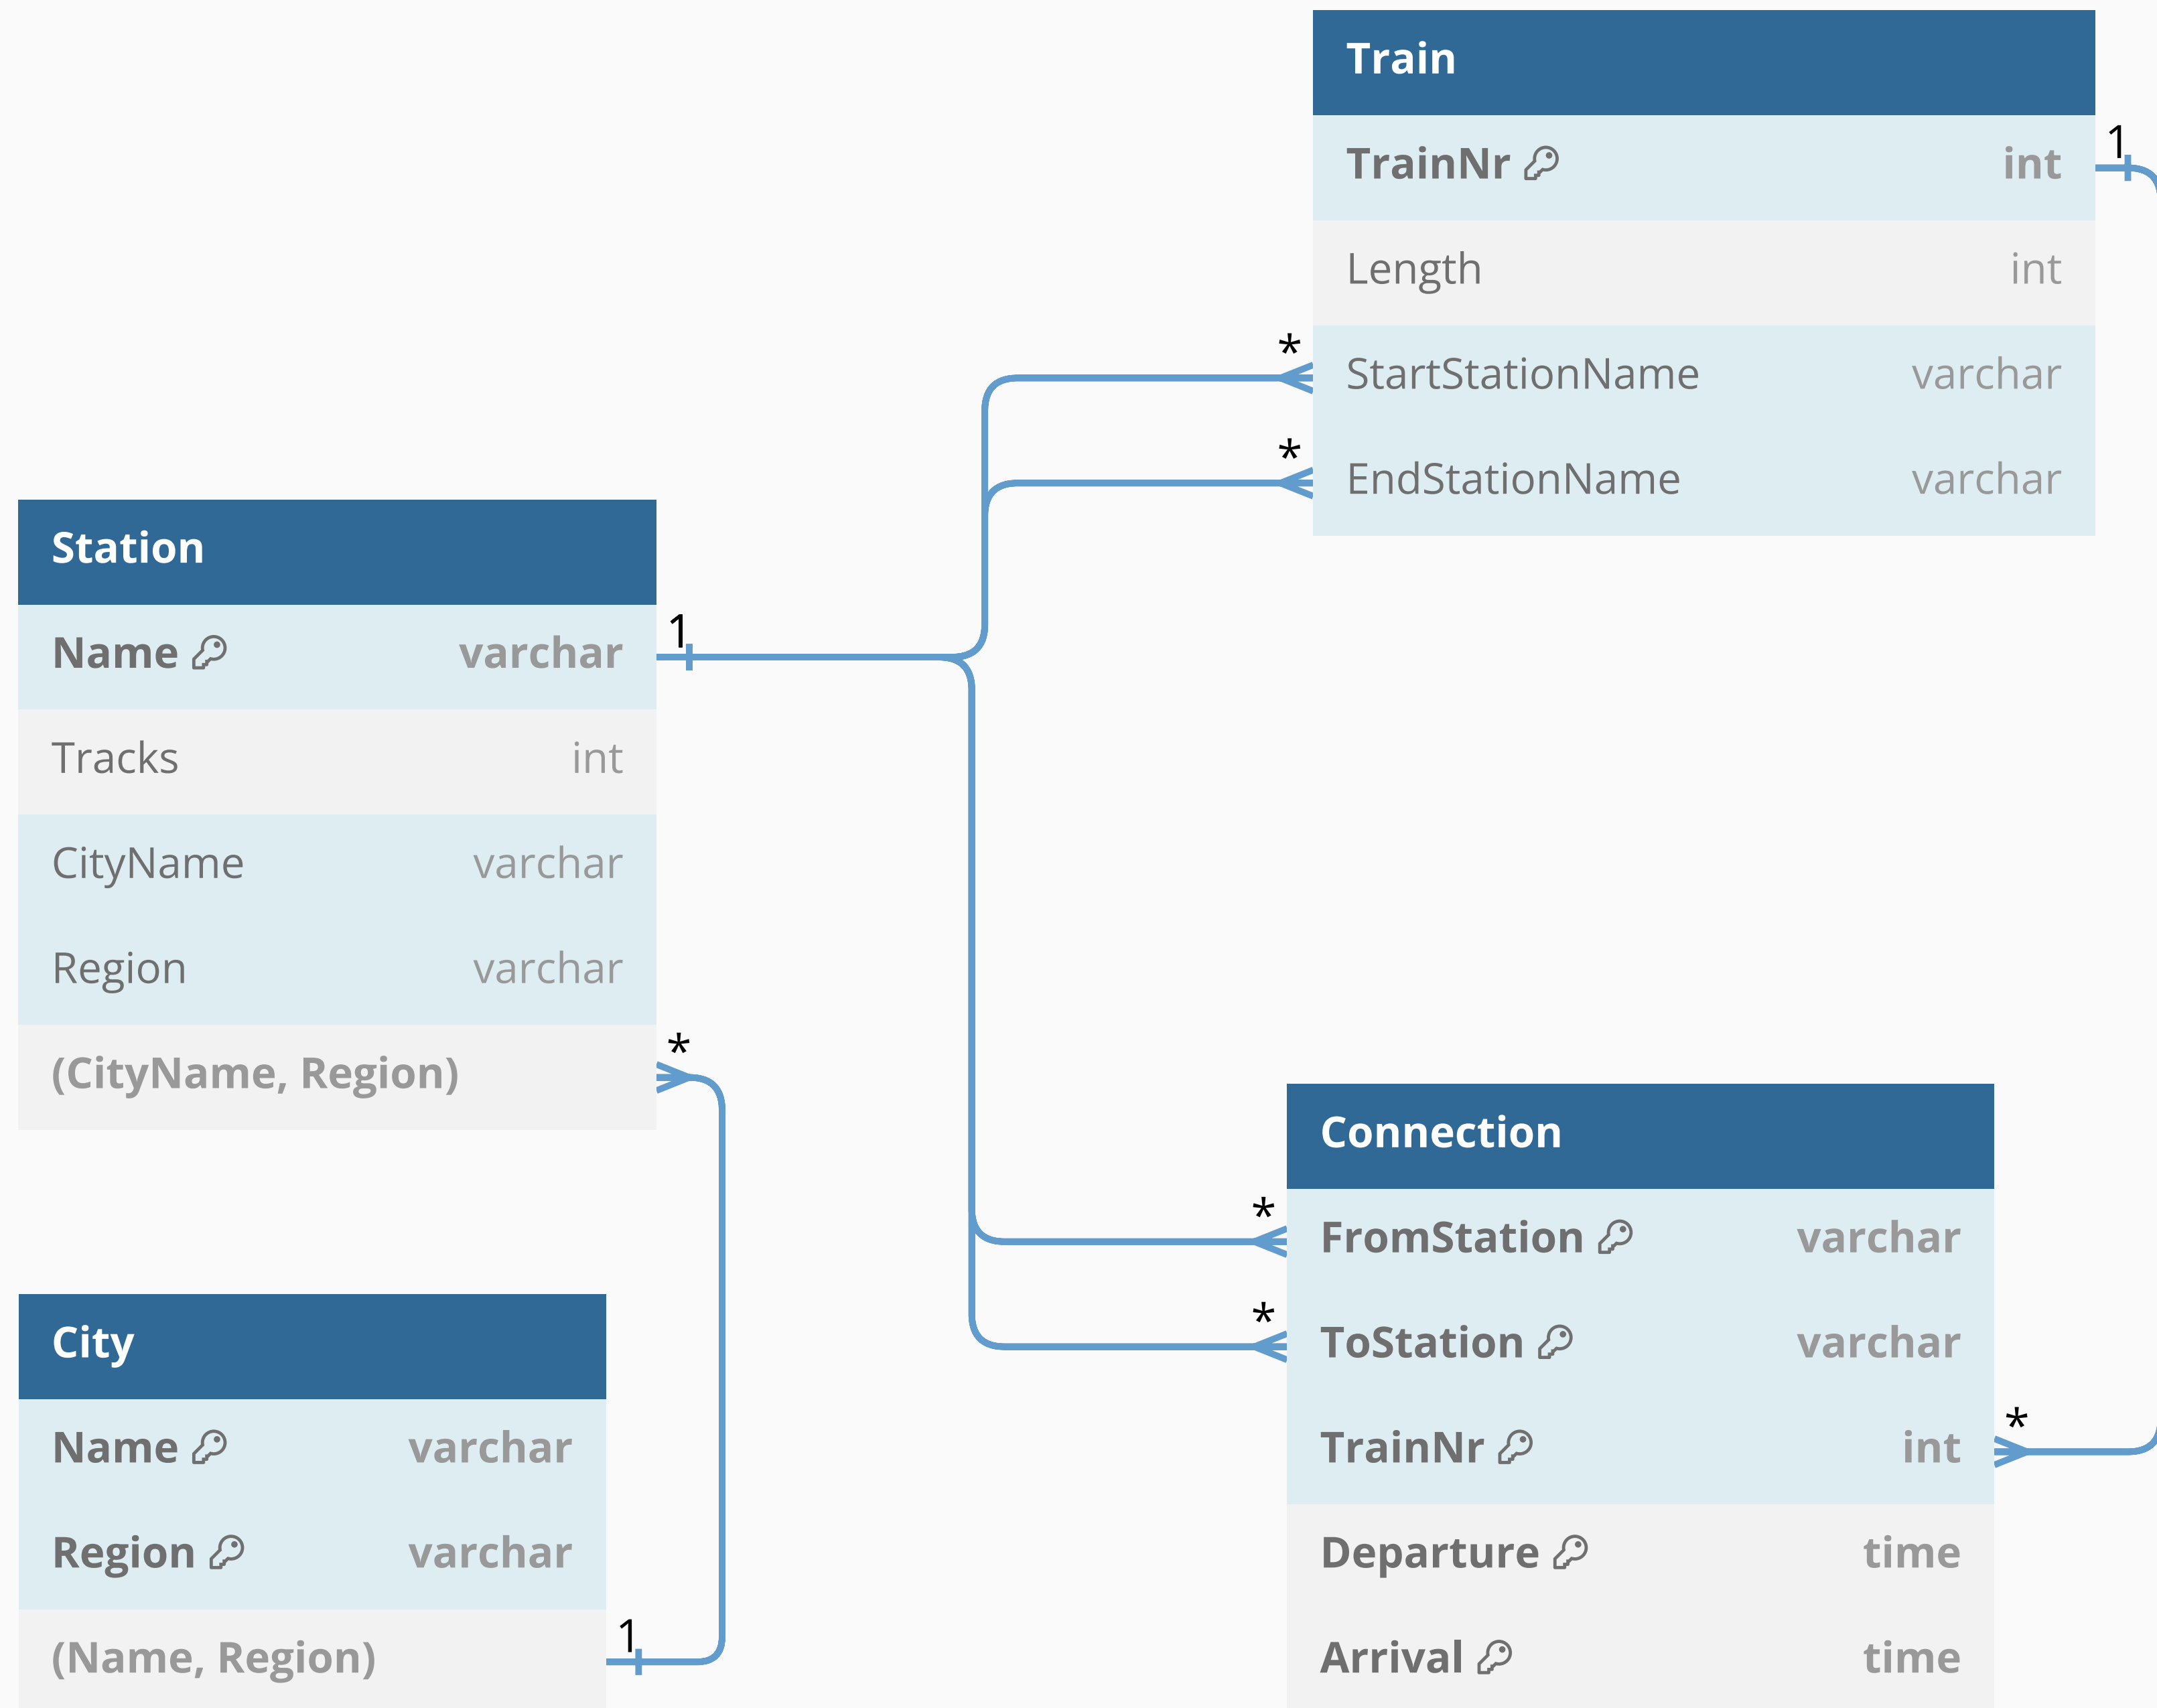 Train
TrainNr int
1
Length int
*
StartStationName varchar
*
EndStationName varchar
Station
Name varchar
1
Tracks int
CityName varchar
Region varchar
(CityName, Region)
*
City
Name varchar
Region varchar
(Name, Region)
1
Connection
*
FromStation varchar
*
ToStation varchar
TrainNr int
*
Departure time
Arrival time